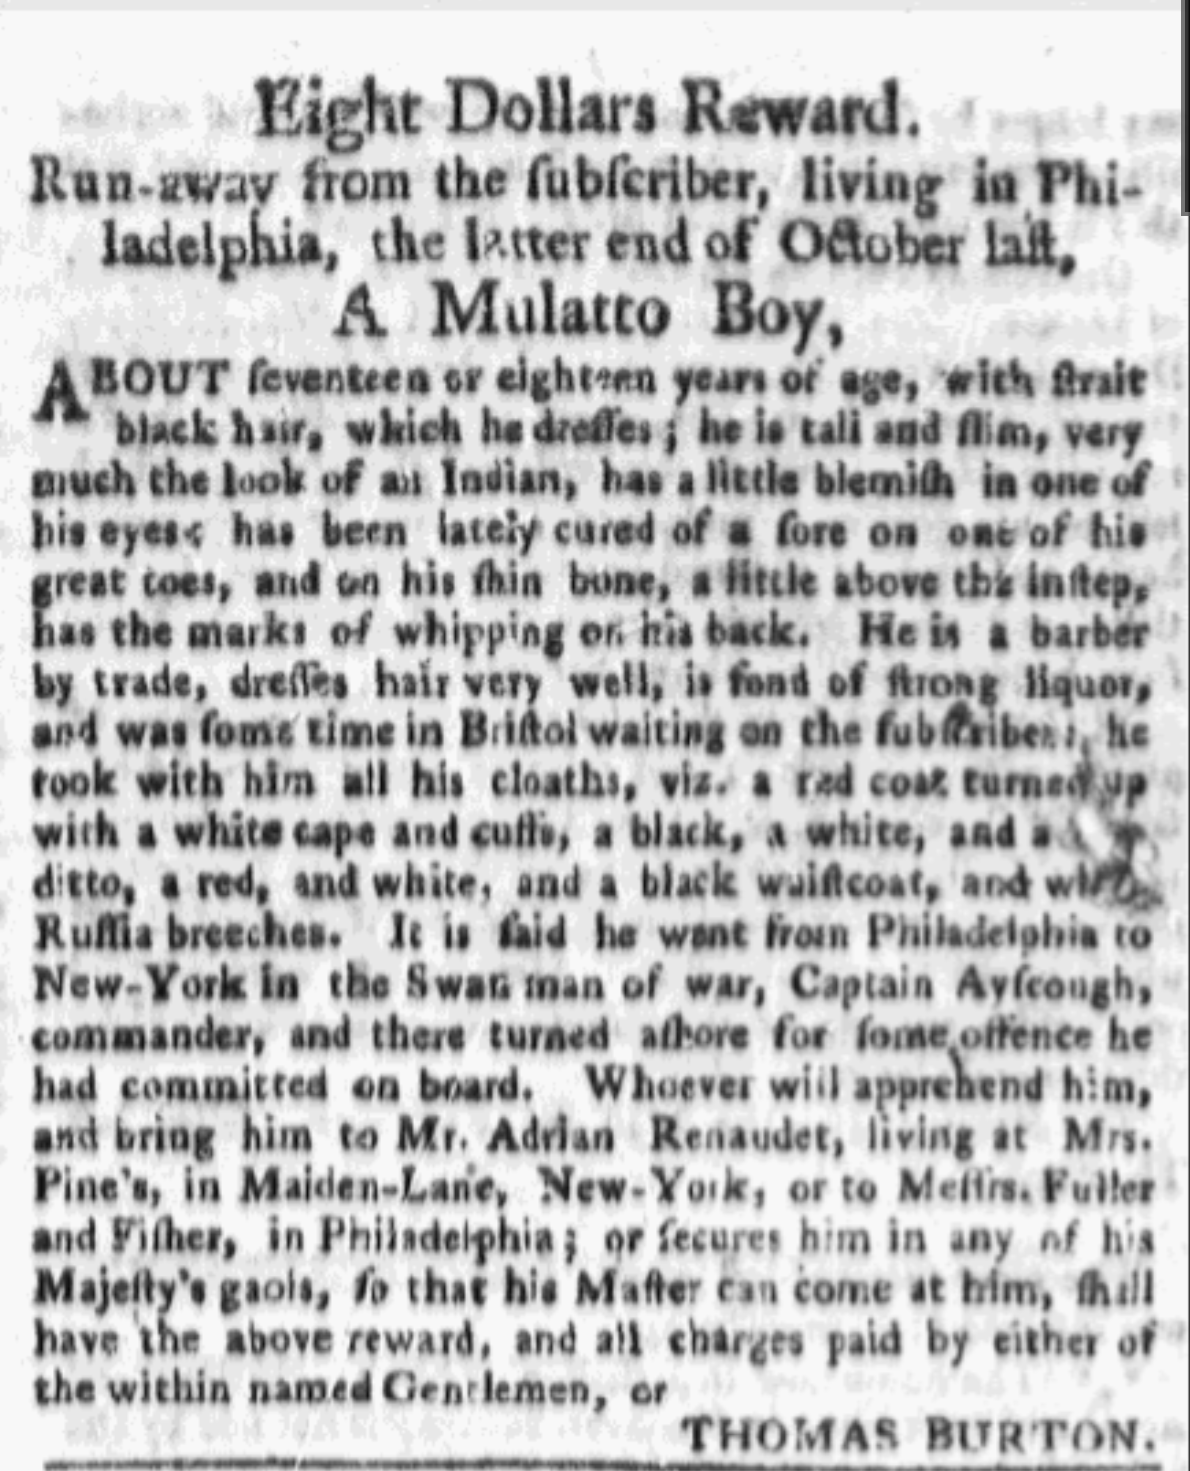 Eight Dollars Reward.
Run-away from the ſubſcriber, living in Phi-
ladelphia, the latter end of October laſt,
A Mulatto Boy,
ABOUT ſeventeen or eighteen years of age, with ſtrait
black hair, which he dreſſes; he is tall and ſlim, very
much the look of an Indian, has a little blemiſh in one of
his eyes: has been lately cured of a ſore on one of his
great toes, and on his ſhin bone, a little above the inſtep,
has the marks of whipping on his back. He is a barber
by trade, dreſſes hair very well, is fond of ſtrong liquor,
and was ſome time in Briſtol waiting on the ſubſcriber; he
took with him all his cloaths, viz. a red coat turned up
with a white cape and cuffs, a black, a white, and a
ditto, a red, and white, and a black waiſtcoat, and
Ruſſia breeches. It is ſaid he went from Philadelphia to
New-York in the Swan man of war, Captain Ayſcough,
commander, and there turned aſhore for ſome offence he
had committed on board. Whoever will apprehend him,
and bring him to Mr. Adrian Renaudet, living at Mrs.
Pine's, in Maiden-Lane, New-York, or to Meſſrs. Fuller
and Fiſher, in Philadelphia; or ſecures him in any of his
Majeſty's gaols, ſo that his Maſter can come at him, ſhall
have the above reward, and all charges paid by either of
the within named Gentlemen, or
THOMAS BURTON.